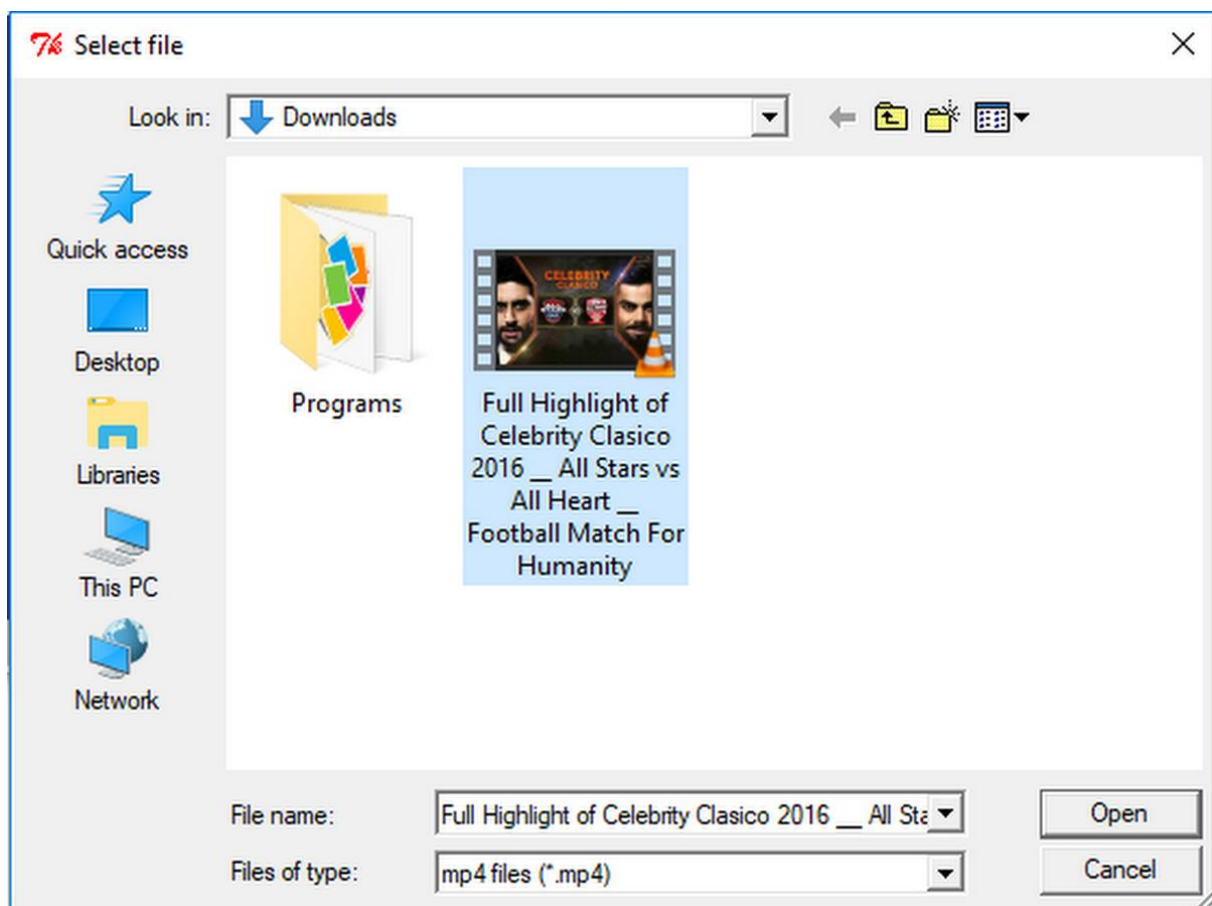 Select file
Look in:
Downloads
Quick access
Desktop
Libraries
This PC
Network
Programs
CELEBRITY
CLASICO
Full Highlight of
Celebrity Clasico
2016 __ All Stars vs
All Heart __
Football Match For
Humanity
File name:
Full Highlight of Celebrity Clasico 2016 __ All Sta
Open
Files of type:
mp4 files (*.mp4)
Cancel